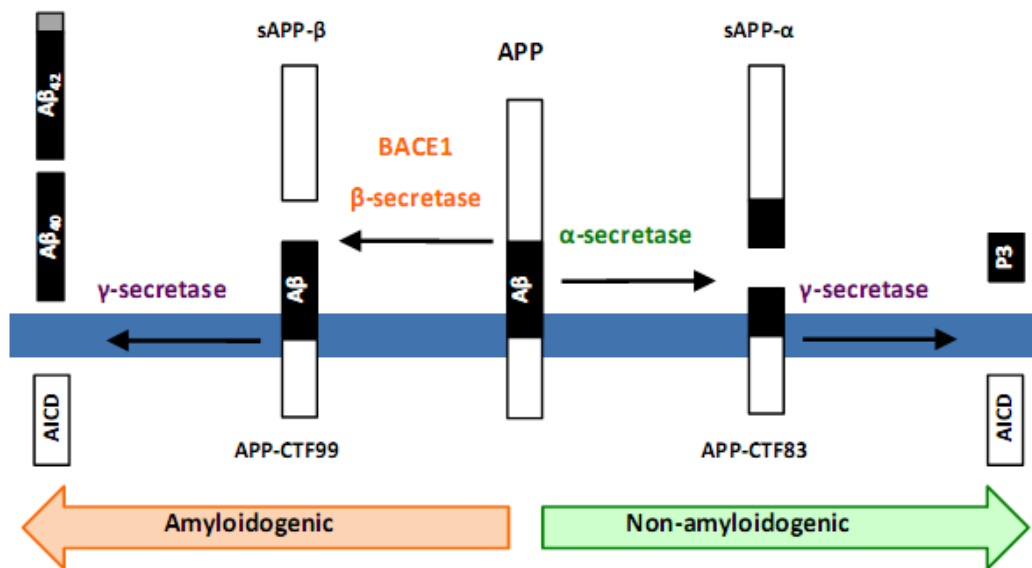 sAPP-β
APP
sAPP-α
Aβ42
BACE1
β-secretase
α-secretase
Aβ40
γ-secretase
Aβ
Aβ
γ-secretase
P3
AICD
APP-CTF99
APP-CTF83
AICD
Amyloidogenic
Non-amyloidogenic